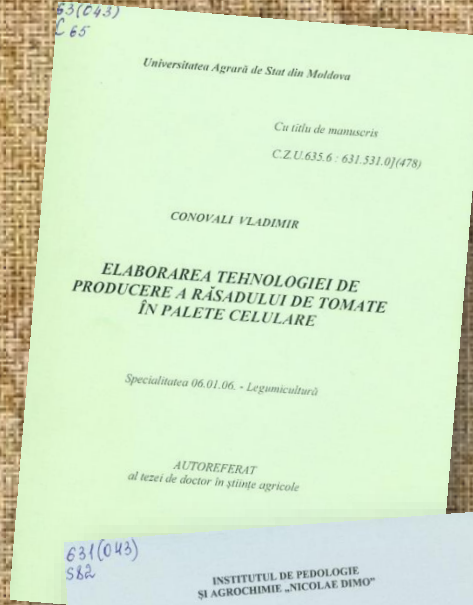 63(043)
C 65
Universitatea Agrară de Stat din Moldova
Cu titlu de manuscris
C.Z.U.635.6 : 631.531.0](478)
CONOVALI VLADIMIR
ELABORAREA TEHNOLOGIEI DE
PRODUCERE A RĂSADULUI DE TOMATE
ÎN PALETE CELULARE
Specialitatea 06.01.06. - Legumicultură
AUTOREFERAT
al tezei de doctor în științe agricole
631(043)
S82
INSTITUTUL DE PEDOLOGIE
ȘI AGROCHIMIE „NICOLAE DIMO”